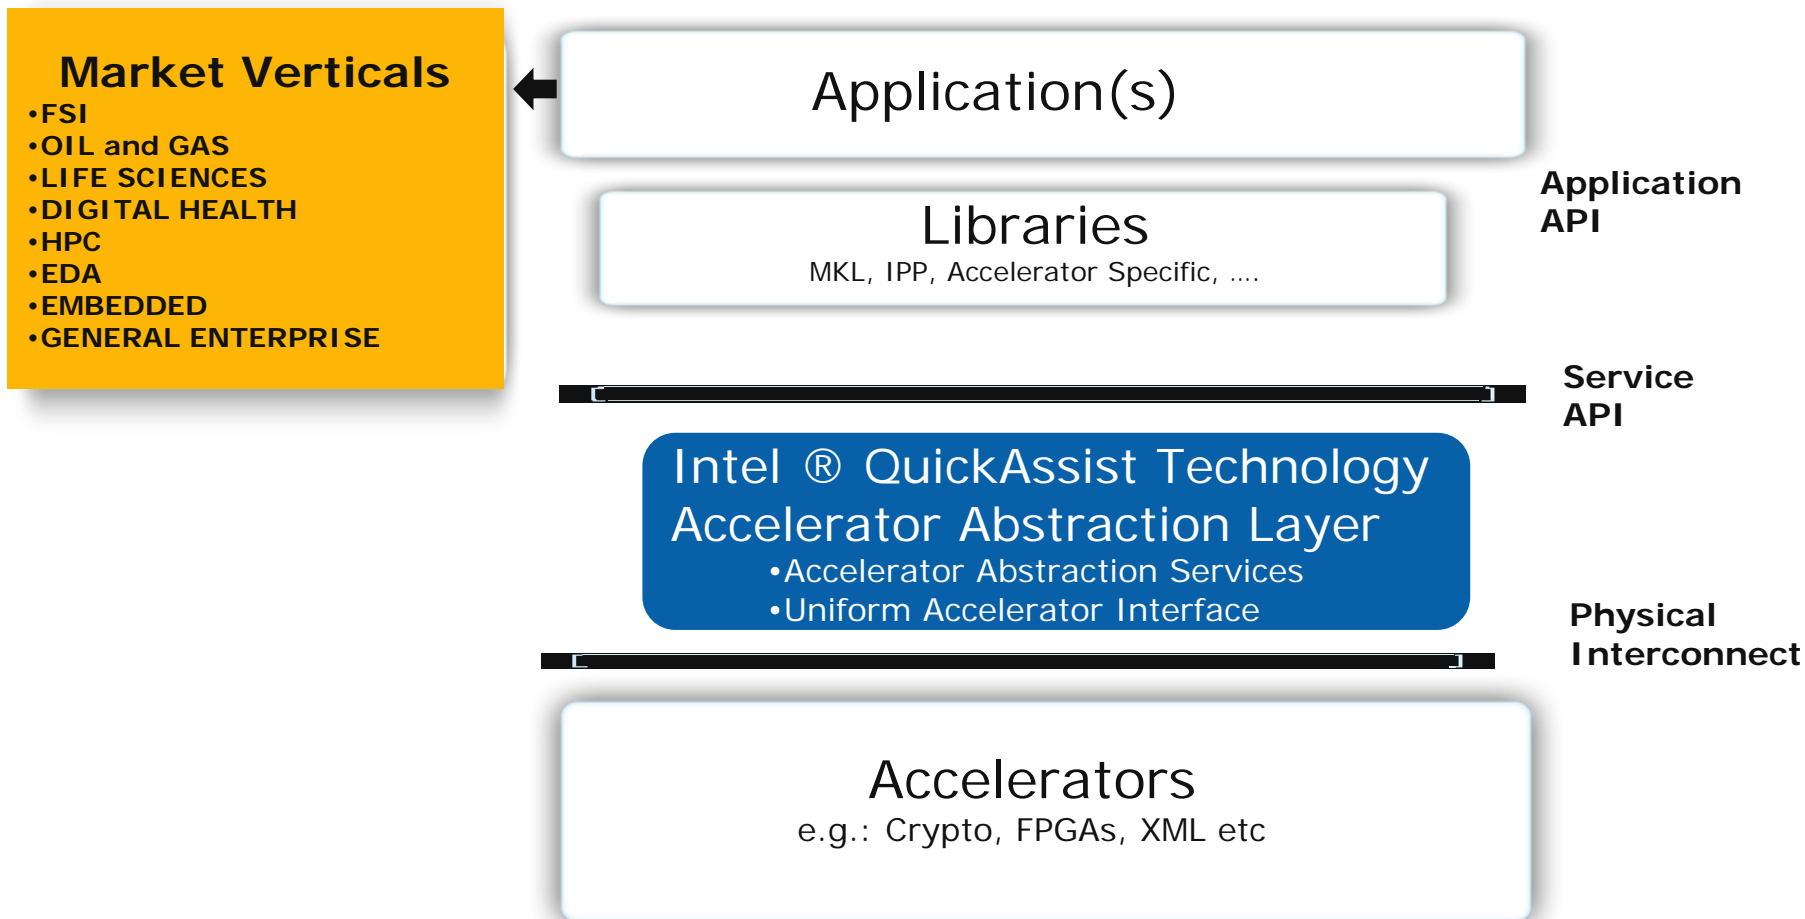 Market Verticals
•FSI
•OIL and GAS
•LIFE SCIENCES
•DIGITAL HEALTH
•HPC
•EDA
•EMBEDDED
•GENERAL ENTERPRISE
Application(s)
Application
API
Libraries
MKL, IPP, Accelerator Specific, ....
Service
API
Intel ® QuickAssist Technology
Accelerator Abstraction Layer
•Accelerator Abstraction Services
•Uniform Accelerator Interface
Physical
Interconnect
Accelerators
e.g.: Crypto, FPGAs, XML etc